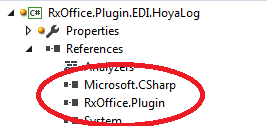 C# RxOffice.Plugin.EDI.HoyaLog
Properties
References
Analyzers
Microsoft.CSharp
RxOffice.Plugin
System